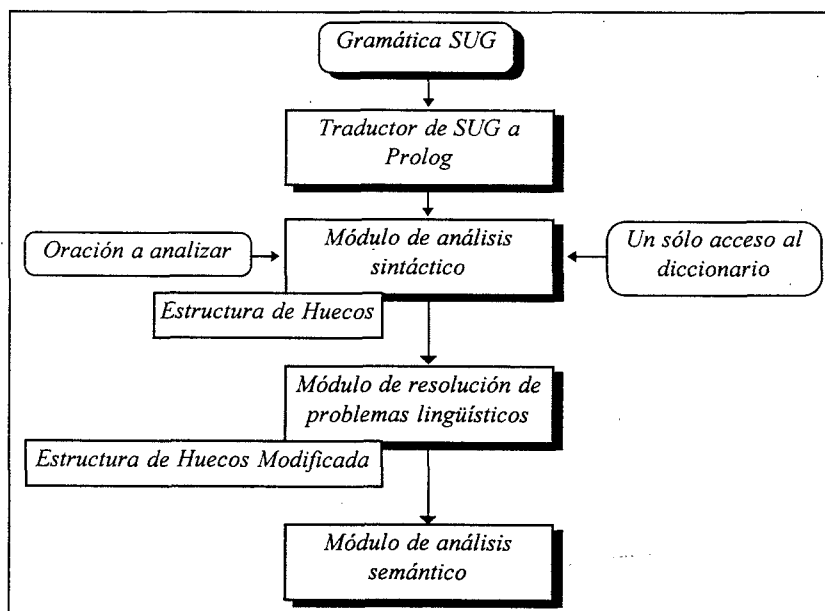 Gramática SUG
Traductor de SUG a
Prolog
Oración a analizar
Módulo de análisis
sintáctico
Un sólo acceso al
diccionario
Estructura de Huecos
Módulo de resolución de
problemas lingüísticos
Estructura de Huecos Modificada
Módulo de análisis
semántico